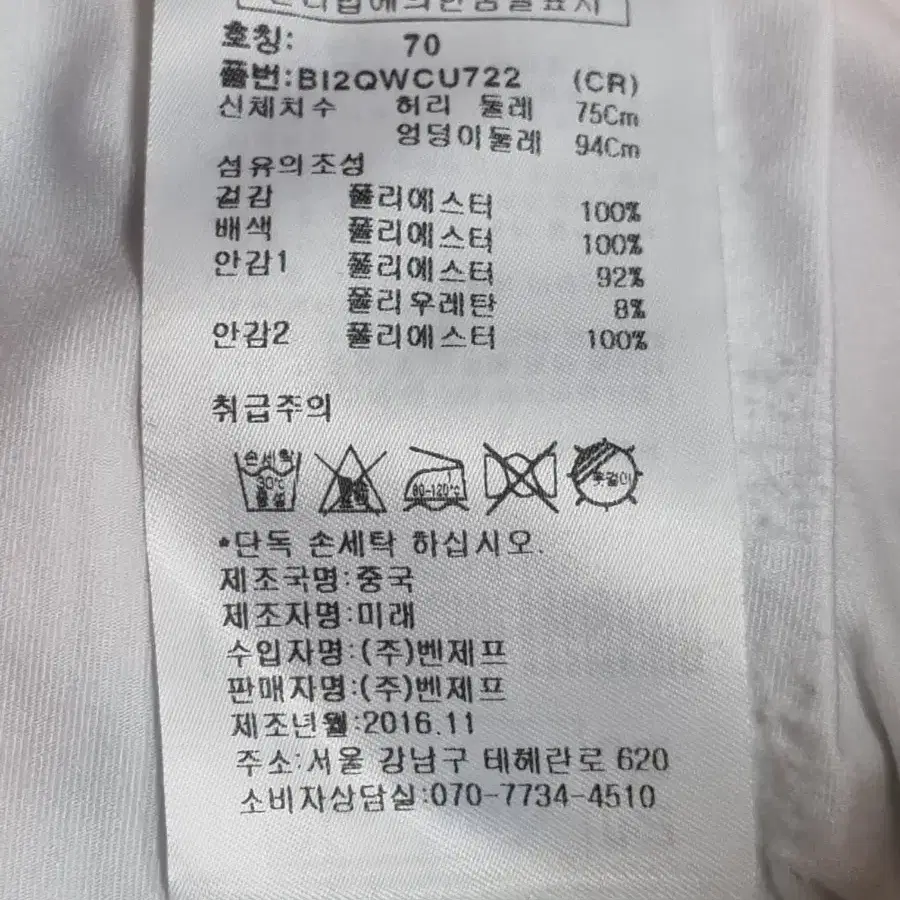 호칭: 70
품번:BI2QWCU722 (CR)
신체치수 허리 둘레 75Cm
엉덩이둘레 94Cm
섬유의조성
겉감 폴리에스터 100%
배색 폴리에스터 100%
안감1 폴리에스터 92%
폴리우레탄 8%
안감2 폴리에스터 100%
취급주의
손세탁
30℃
중성
80-120℃
옷걸이
*단독 손세탁 하십시오.
제조국명:중국
제조자명:미래
수입자명:(주)벤제프
판매자명:(주)벤제프
제조년월:2016.11
주소:서울 강남구 테헤란로 620
소비자상담실:070-7734-4510